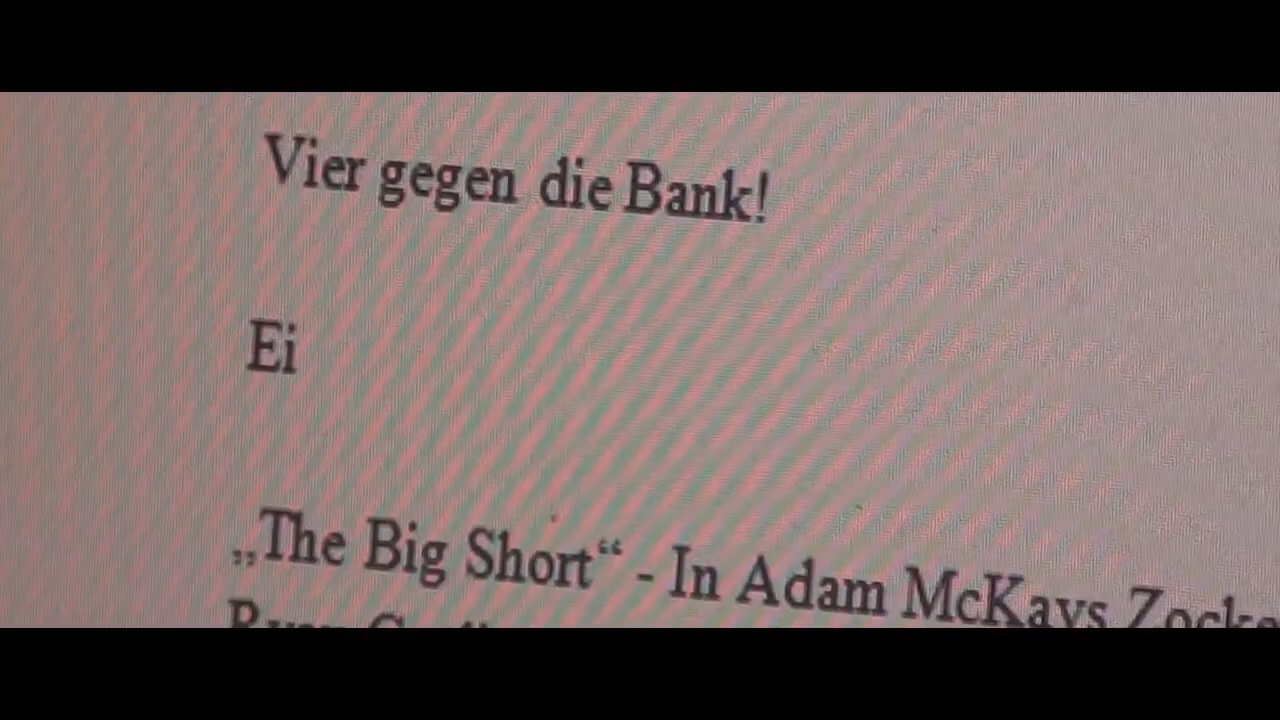 Vier gegen die Bank!
Ei
„The Big Short“ - In Adam McKays